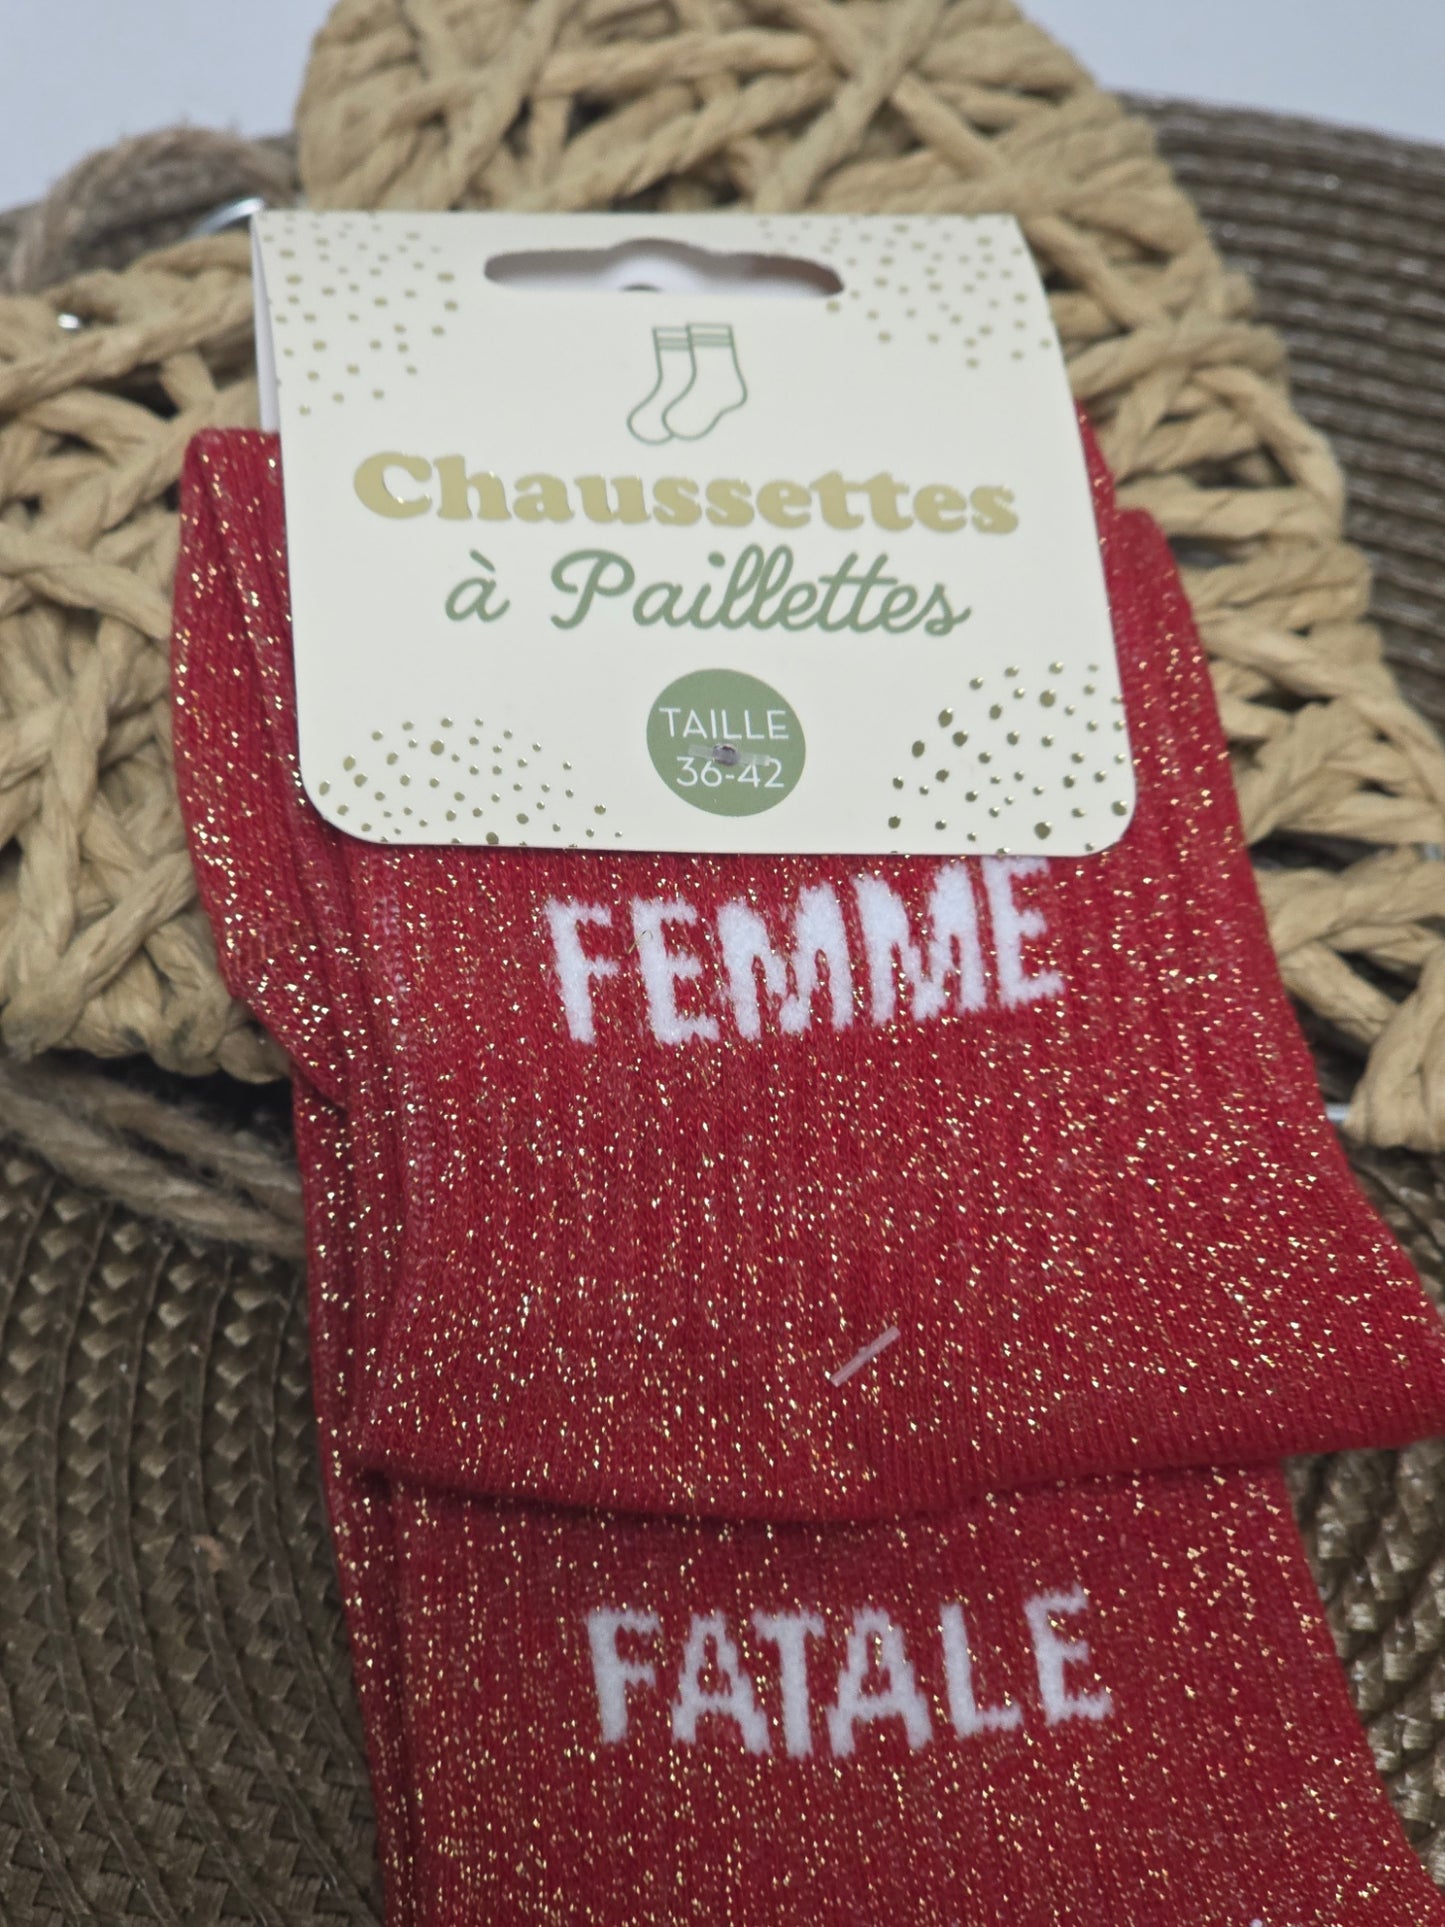 Chaussettes
à Paillettes
TAILLE
36-42
FEMME
FATALE